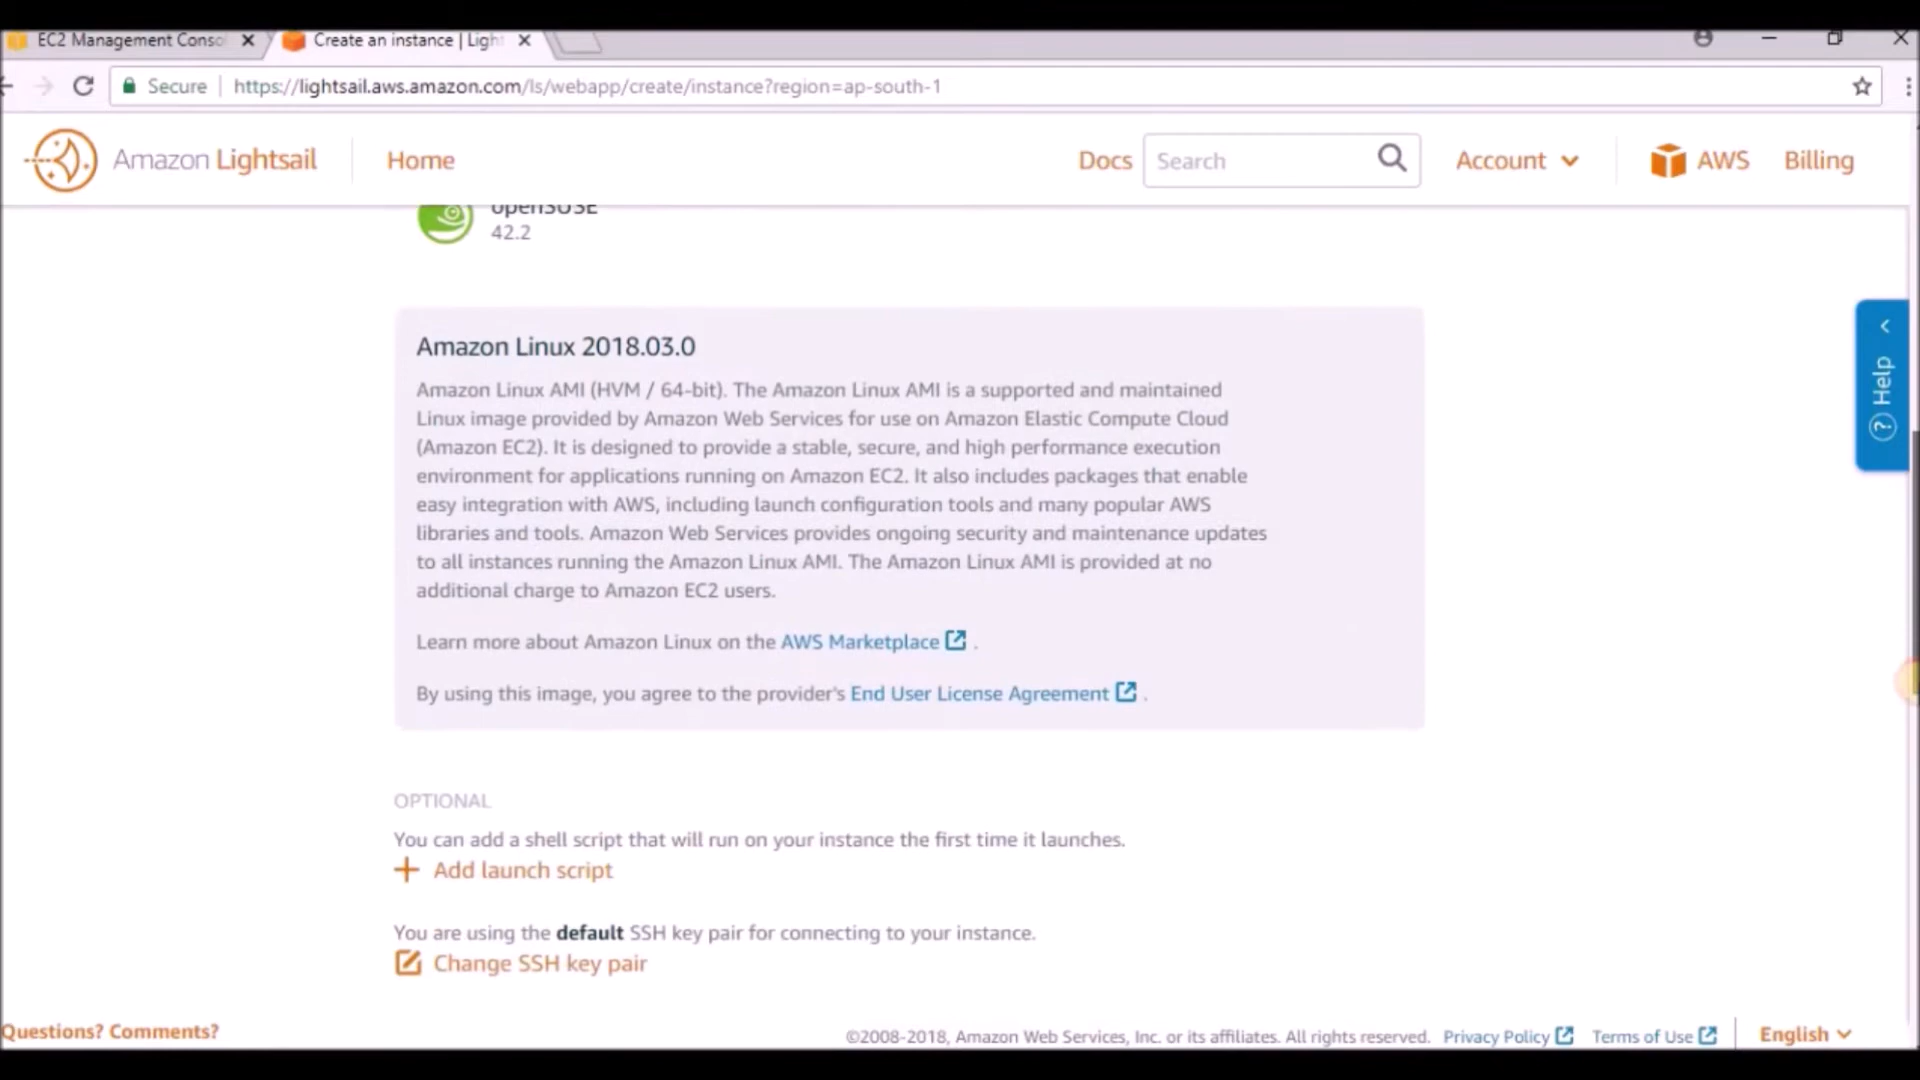 EC2 Management Conso
Create an instance | Ligh
Secure
https://lightsail.aws.amazon.com/ls/webapp/create/instance?region=ap-south-1
Amazon Lightsail
Home
Docs
Search
Account
AWS
Billing
openSUSE
42.2
Amazon Linux 2018.03.0
Amazon Linux AMI (HVM / 64-bit). The Amazon Linux AMI is a supported and maintained
Linux image provided by Amazon Web Services for use on Amazon Elastic Compute Cloud
(Amazon EC2). It is designed to provide a stable, secure, and high performance execution
environment for applications running on Amazon EC2. It also includes packages that enable
easy integration with AWS, including launch configuration tools and many popular AWS
libraries and tools. Amazon Web Services provides ongoing security and maintenance updates
to all instances running the Amazon Linux AMI. The Amazon Linux AMI is provided at no
additional charge to Amazon EC2 users.
Learn more about Amazon Linux on the AWS Marketplace .
By using this image, you agree to the provider's End User License Agreement .
? Help
OPTIONAL
You can add a shell script that will run on your instance the first time it launches.
+ Add launch script
You are using the default SSH key pair for connecting to your instance.
Change SSH key pair
Questions? Comments?
©2008-2018, Amazon Web Services, Inc. or its affiliates. All rights reserved.
Privacy Policy
Terms of Use
English